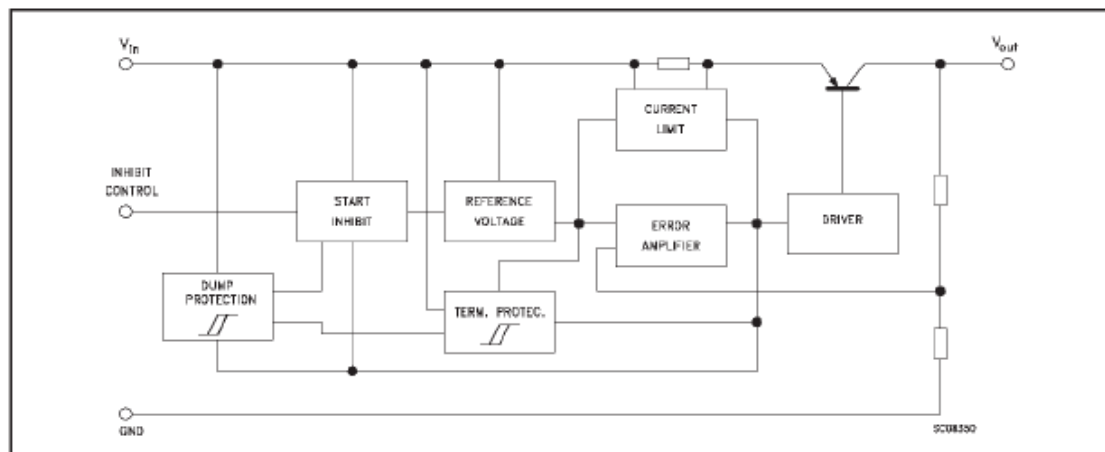 Vin
Vout
CURRENT
LIMIT
INHIBIT
CONTROL
START
INHIBIT
REFERENCE
VOLTAGE
ERROR
AMPLIFIER
DRIVER
DUMP
PROTECTION
TERM. PROTEC.
GND
SC08350